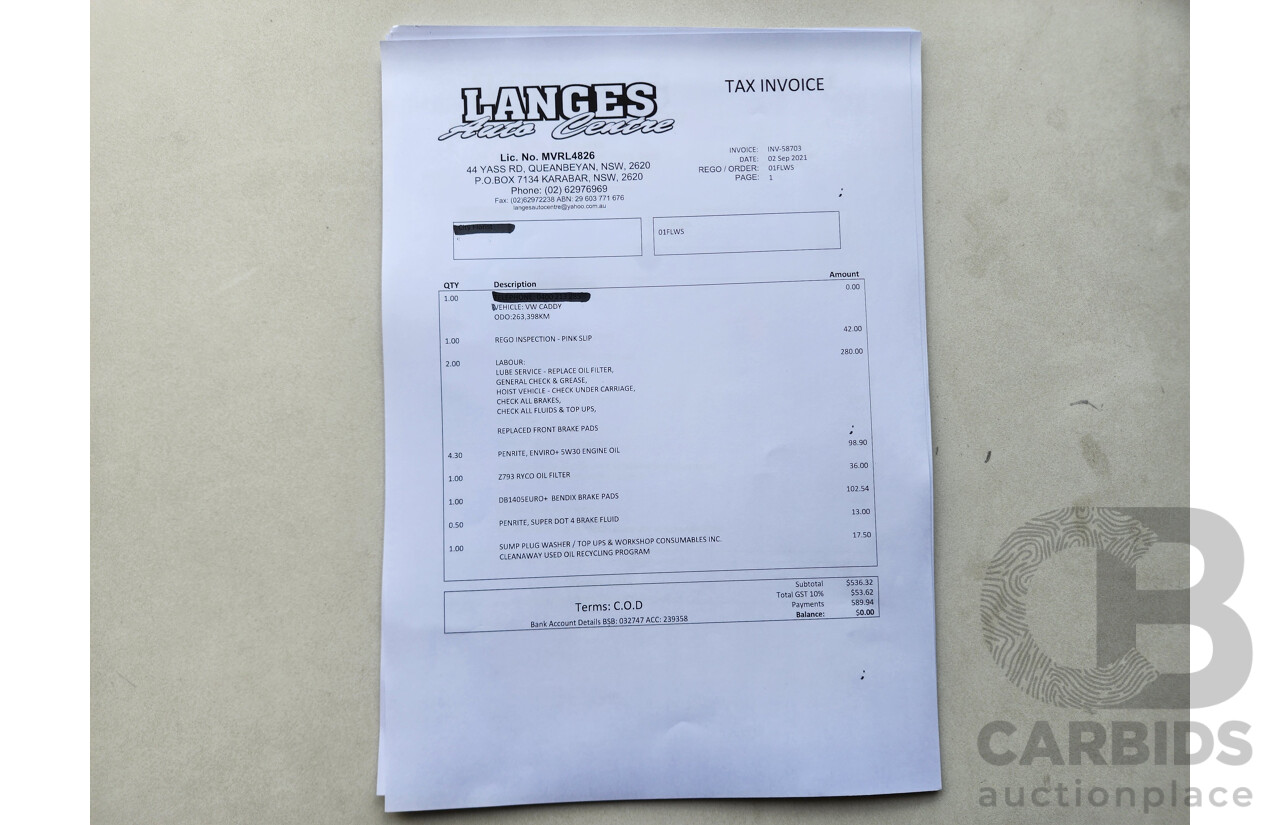 LANGES
Auto Centre
TAX INVOICE
Lic. No. MVRL4826
44 YASS RD, QUEANBEYAN, NSW, 2620
P.O.BOX 7134 KARABAR, NSW, 2620
Phone: (02) 62976969
Fax: (02)62972238 ABN: 29 603 771 676
langesautocentre@yahoo.com.au
INVOICE: INV-58703
DATE: 02 Sep 2021
REGO / ORDER: 01FLWS
PAGE: 1
01FLWS
QTY Description Amount
1.00 0.00
VEHICLE: VW CADDY
ODO:263,398KM
1.00 REGO INSPECTION - PINK SLIP 42.00
2.00 LABOUR: 280.00
LUBE SERVICE - REPLACE OIL FILTER,
GENERAL CHECK & GREASE,
HOIST VEHICLE - CHECK UNDER CARRIAGE,
CHECK ALL BRAKES,
CHECK ALL FLUIDS & TOP UPS,
REPLACED FRONT BRAKE PADS
4.30 PENRITE, ENVIRO+ 5W30 ENGINE OIL 98.90
1.00 Z793 RYCO OIL FILTER 36.00
1.00 DB1405EURO+ BENDIX BRAKE PADS 102.54
0.50 PENRITE, SUPER DOT 4 BRAKE FLUID 13.00
1.00 SUMP PLUG WASHER / TOP UPS & WORKSHOP CONSUMABLES INC. 17.50
CLEANAWAY USED OIL RECYCLING PROGRAM
Terms: C.O.D
Bank Account Details BSB: 032747 ACC: 239358
Subtotal $536.32
Total GST 10% $53.62
Payments 589.94
Balance: $0.00
CB
CARBIDS
auctionplace